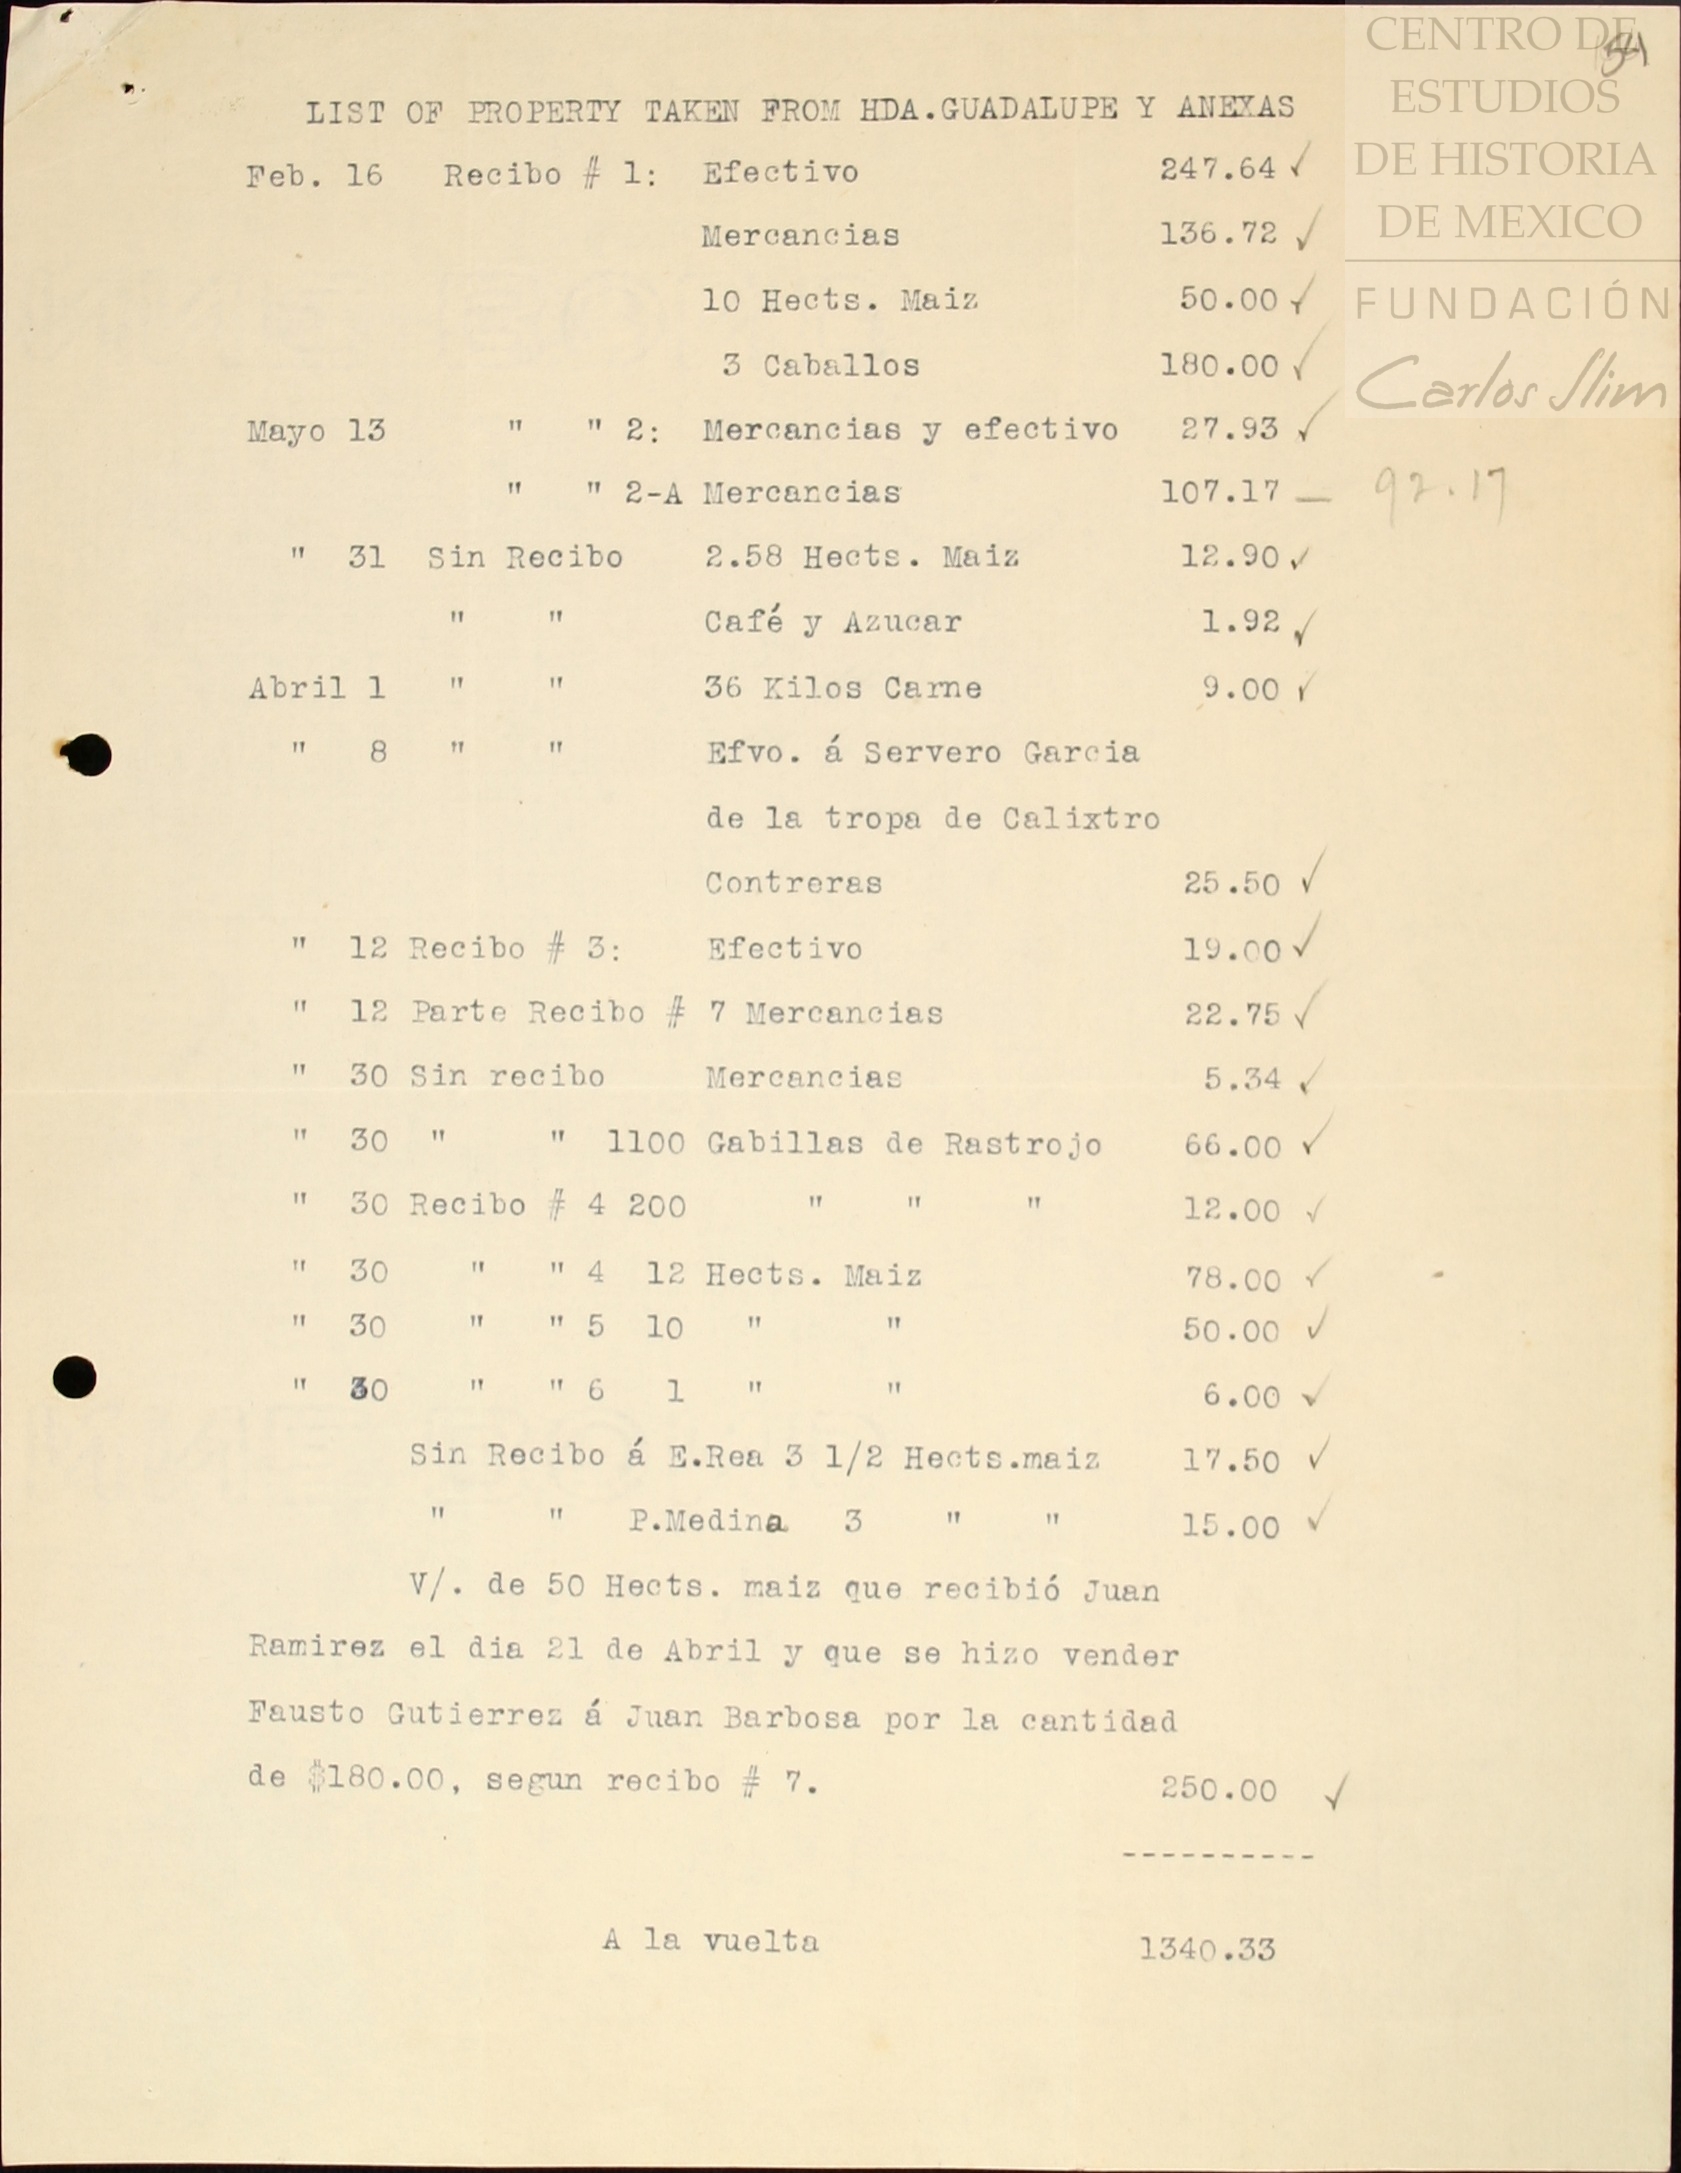 CENTRO DE
ESTUDIOS
DE HISTORIA
DE MEXICO
FUNDACIÓN
Carlos Slim
LIST OF PROPERTY TAKEN FROM HDA.GUADALUPE Y ANEXAS
Feb. 16 Recibo # 1: Efectivo 247.64 ✓
Mercancias 136.72 ✓
10 Hects. Maiz 50.00 ✓
3 Caballos 180.00 ✓
Mayo 13 " " 2: Mercancias y efectivo 27.93 ✓
" " 2-A Mercancias 107.17 — 92.17
" 31 Sin Recibo 2.58 Hects. Maiz 12.90 ✓
" " Café y Azucar 1.92 ✓
Abril 1 " " 36 Kilos Carne 9.00 ✓
" 8 " " Efvo. á Servero Garcia
de la tropa de Calixtro
Contreras 25.50 ✓
" 12 Recibo # 3: Efectivo 19.00 ✓
" 12 Parte Recibo # 7 Mercancias 22.75 ✓
" 30 Sin recibo Mercancias 5.34 ✓
" 30 " " 1100 Gabillas de Rastrojo 66.00 ✓
" 30 Recibo # 4 200 " " " 12.00 ✓
" 30 " " 4 12 Hects. Maiz 78.00 ✓
" 30 " " 5 10 " " 50.00 ✓
" 30 " " 6 1 " " 6.00 ✓
Sin Recibo á E.Rea 3 1/2 Hects.maiz 17.50 ✓
" " P.Medina 3 " " 15.00 ✓
V/. de 50 Hects. maiz que recibió Juan
Ramirez el dia 21 de Abril y que se hizo vender
Fausto Gutierrez á Juan Barbosa por la cantidad
de $180.00, segun recibo # 7. 250.00 ✓
----------
A la vuelta 1340.33